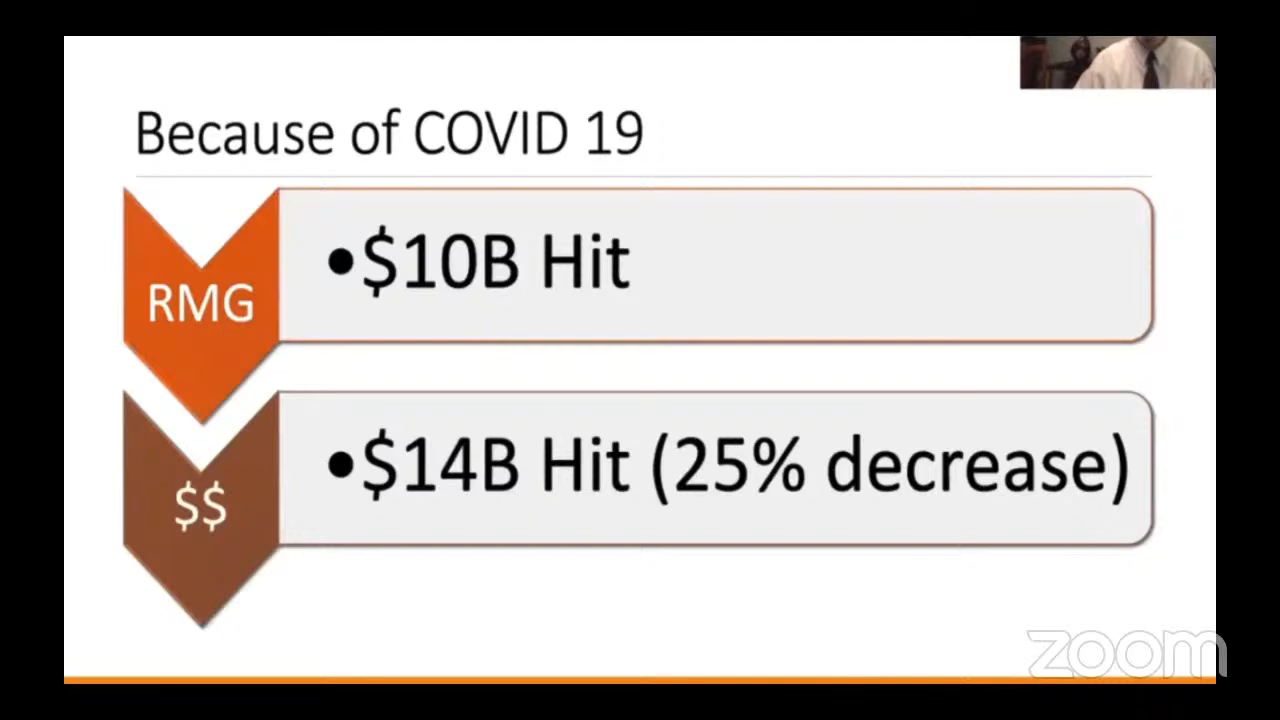 Because of COVID 19
RMG
•$10B Hit
$$
•$14B Hit (25% decrease)
zoom